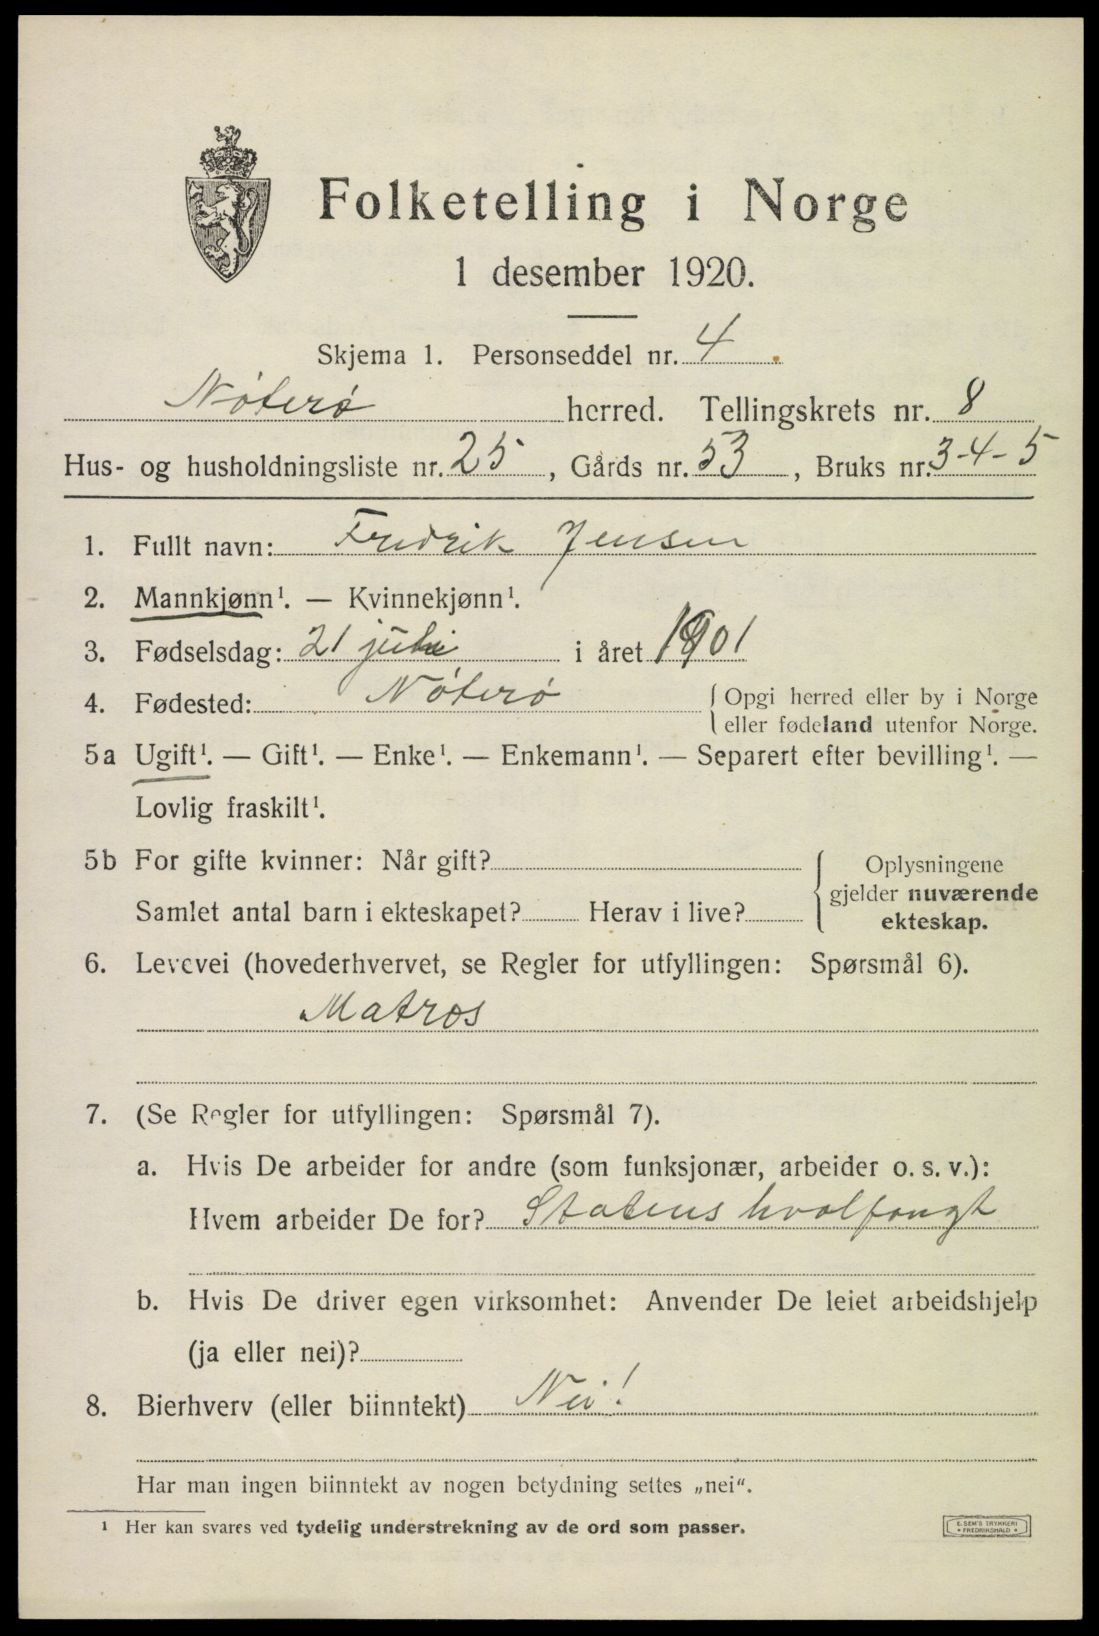 Folketelling i Norge
1 desember 1920.
Skjema 1. Personseddel nr. 4.
Nøterø herred. Tellingskrets nr. 8
Hus- og husholdningsliste nr. 25, Gårds nr. 53, Bruks nr. 3-4-5
1. Fullt navn: Fredrik Jensen
2. Mannkjønn¹. — Kvinnekjønn¹.
3. Fødselsdag: 21 juli i året 1901
4. Fødested: Nøterø { Opgi herred eller by i Norge
eller fødeland utenfor Norge.
5a Ugift¹. — Gift¹. — Enke¹. — Enkemann¹. — Separert efter bevilling¹. —
Lovlig fraskilt¹.
5b For gifte kvinner: Når gift? { Oplysningene
gjelder nuværende
Samlet antal barn i ekteskapet? Herav i live? ekteskap.
6. Levevei (hovederhvervet, se Regler for utfyllingen: Spørsmål 6).
Matros
7. (Se Regler for utfyllingen: Spørsmål 7).
a. Hvis De arbeider for andre (som funksjonær, arbeider o. s. v.):
Hvem arbeider De for? Statens hvalfangt
b. Hvis De driver egen virksomhet: Anvender De leiet arbeidshjelp
(ja eller nei)?
8. Bierhverv (eller biinntekt) Nei!
Har man ingen biinntekt av nogen betydning settes „nei“.
¹ Her kan svares ved tydelig understrekning av de ord som passer.
E. SEM'S TRYKKERI
• FREDRIKSHALD •